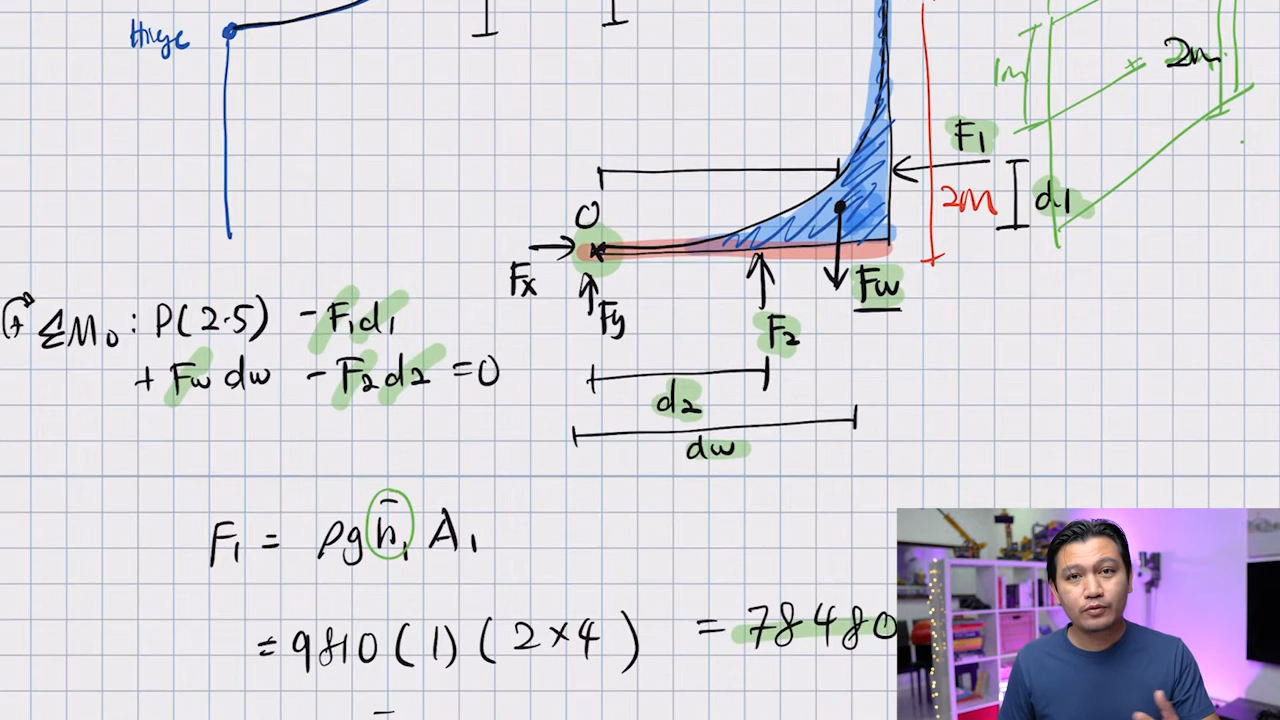 Hinge
1m
2m
F1
2m
d1
O
Fx
Fy
Fw
F2
d2
dw
+ ΣMo : P(2.5) - F1d1
+ Fw dw - F2d2 = 0
F1 = ρg h̄1 A1
= 9810 (1) (2×4) = 78480